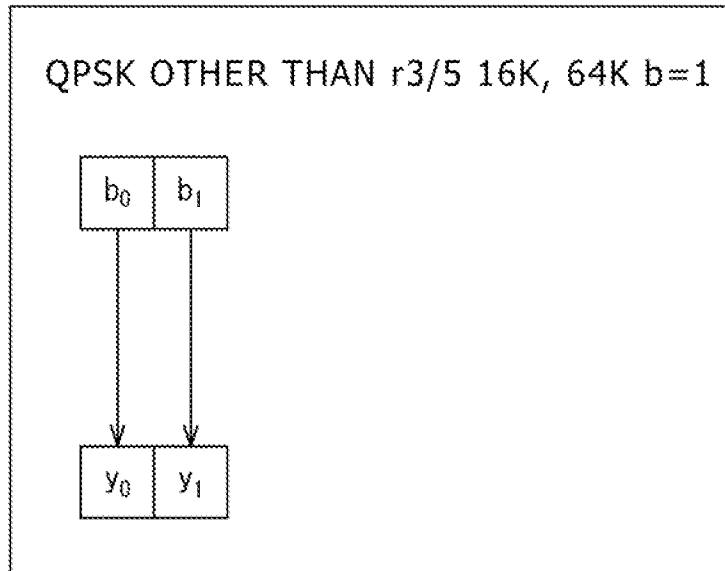 QPSK OTHER THAN r3/5 16K, 64K b=1
b₀ b₁
y₀ y₁